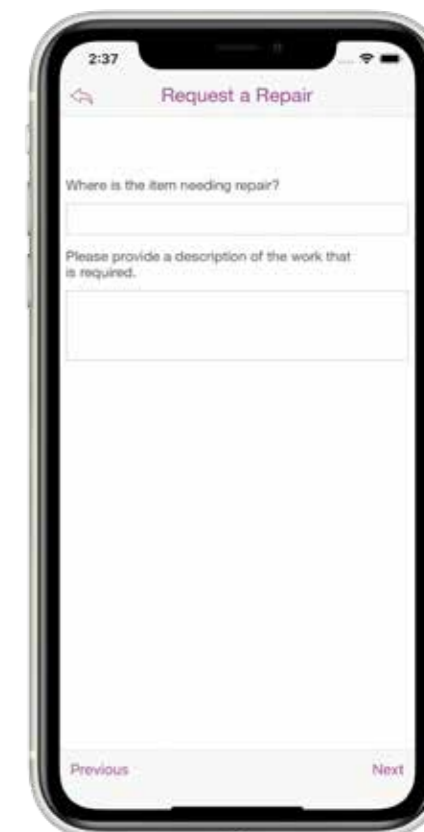 2:37
Request a Repair
Where is the item needing repair?
Please provide a description of the work that
is required.
Previous
Next